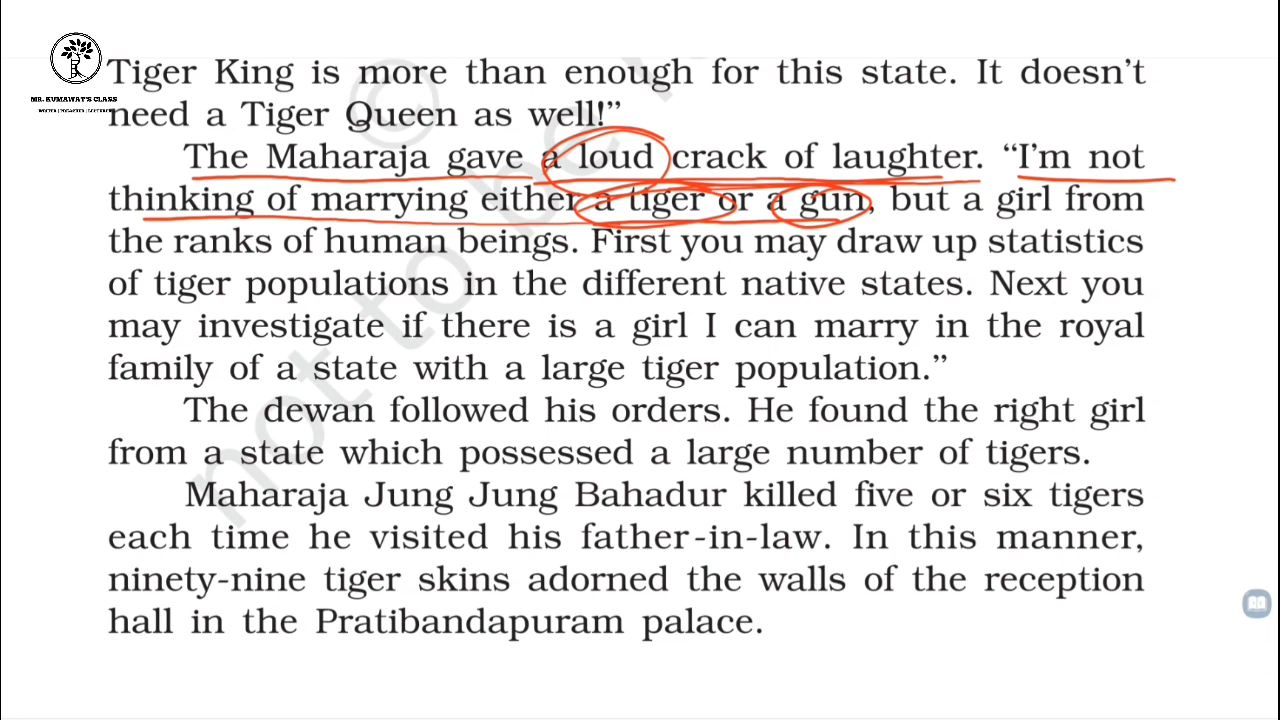 Tiger King is more than enough for this state. It doesn’t
MR. KUMAWAT'S CLASS
need a Tiger Queen as well!”
The Maharaja gave a loud crack of laughter. “I’m not
thinking of marrying either a tiger or a gun, but a girl from
the ranks of human beings. First you may draw up statistics
of tiger populations in the different native states. Next you
may investigate if there is a girl I can marry in the royal
family of a state with a large tiger population.”
The dewan followed his orders. He found the right girl
from a state which possessed a large number of tigers.
Maharaja Jung Jung Bahadur killed five or six tigers
each time he visited his father-in-law. In this manner,
ninety-nine tiger skins adorned the walls of the reception
hall in the Pratibandapuram palace.
© not to be